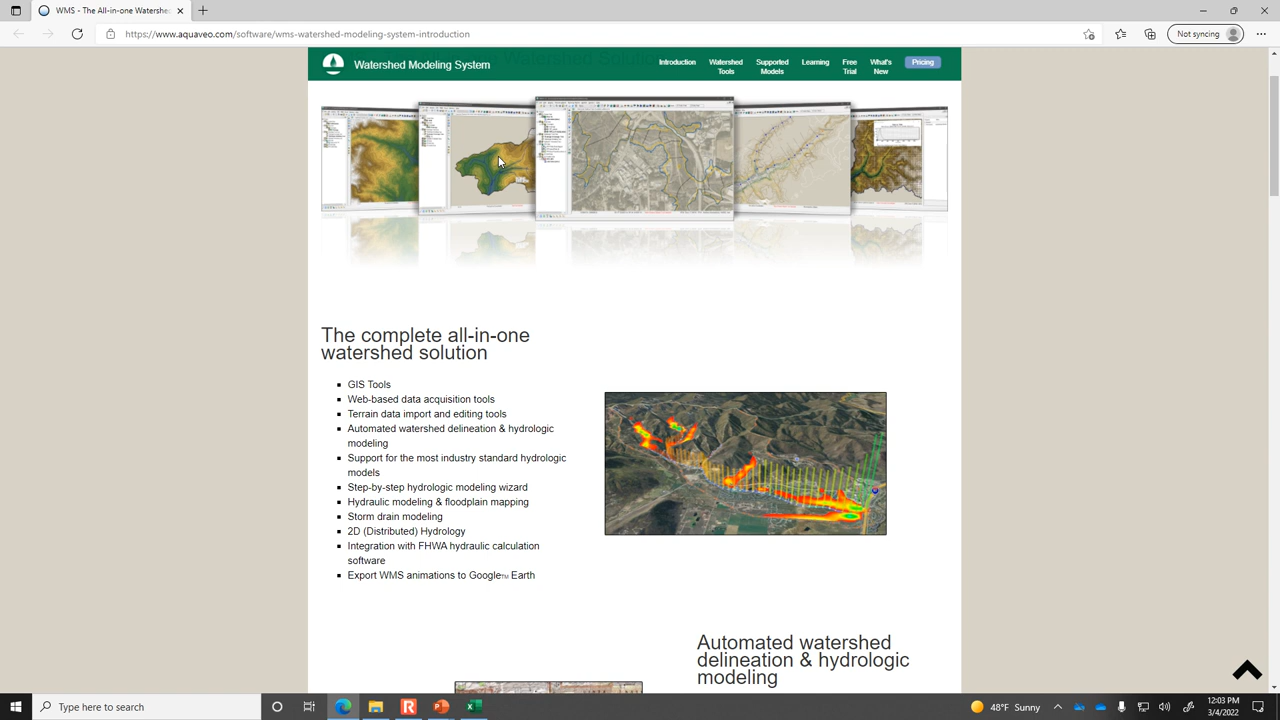 WMS - The All-in-one Watershe
https://www.aquaveo.com/software/wms-watershed-modeling-system-introduction
Not syncing
Watershed Modeling System
Introduction
Watershed Tools
Supported Models
Learning
Free Trial
What's New
Pricing
The complete all-in-one
watershed solution
GIS Tools
Web-based data acquisition tools
Terrain data import and editing tools
Automated watershed delineation & hydrologic
modeling
Support for the most industry standard hydrologic
models
Step-by-step hydrologic modeling wizard
Hydraulic modeling & floodplain mapping
Storm drain modeling
2D (Distributed) Hydrology
Integration with FHWA hydraulic calculation
software
Export WMS animations to Google™ Earth
Automated watershed
delineation & hydrologic
modeling
Type here to search
48°F Sunny
12:03 PM
3/4/2022